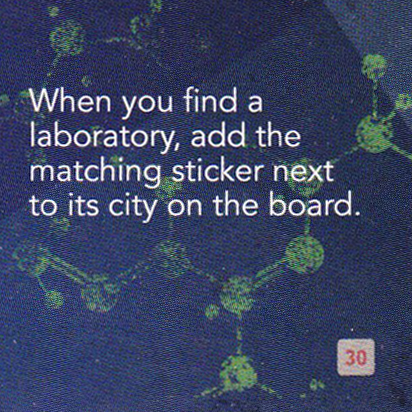 When you find a
laboratory, add the
matching sticker next
to its city on the board.
30